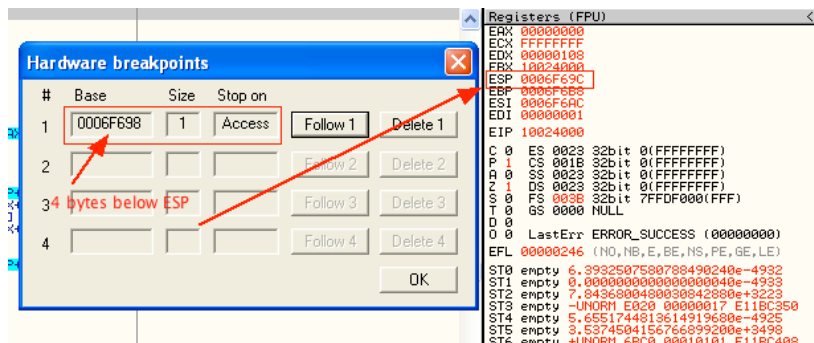 Registers (FPU) <
EAX 00000000
ECX FFFFFFFF
EDX 00000108
EBX 10024000
ESP 0006F69C
EBP 0006F6B8
ESI 0006F6AC
EDI 00000001
EIP 10024000
C 0 ES 0023 32bit 0(FFFFFFFF)
P 1 CS 001B 32bit 0(FFFFFFFF)
A 0 SS 0023 32bit 0(FFFFFFFF)
Z 1 DS 0023 32bit 0(FFFFFFFF)
S 0 FS 003B 32bit 7FFDF000(FFF)
T 0 GS 0000 NULL
D 0
O 0 LastErr ERROR_SUCCESS (00000000)
EFL 00000246 (NO,NB,E,BE,NS,PE,GE,LE)
ST0 empty 6.3932507580788490240e-4932
ST1 empty 0.0000000000000000040e-4933
ST2 empty 7.8436800480030842880e+3223
ST3 empty -UNORM E020 00000017 E11BC350
ST4 empty 5.6551744813614919680e-4925
ST5 empty 3.5374504156766899200e+3498
ST6 empty +UNORM 6BC0 00010101 E11BC408
Hardware breakpoints
# Base Size Stop on
1 0006F698 1 Access Follow 1 Delete 1
2 Follow 2 Delete 2
4 bytes below ESP
3 Follow 3 Delete 3
4 Follow 4 Delete 4
OK